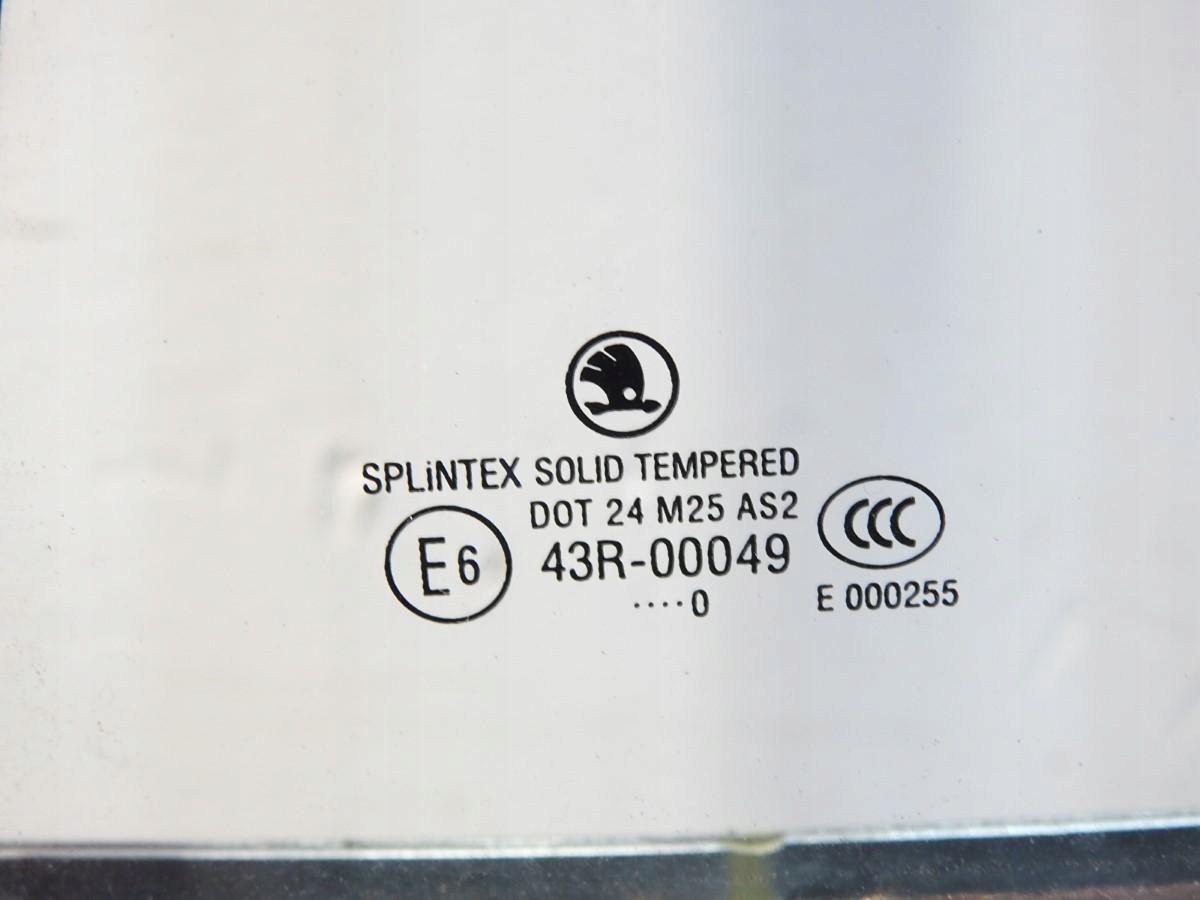 SPLiNTEX SOLID TEMPERED
DOT 24 M25 AS2
E6
43R-00049
····0
CCC
E 000255